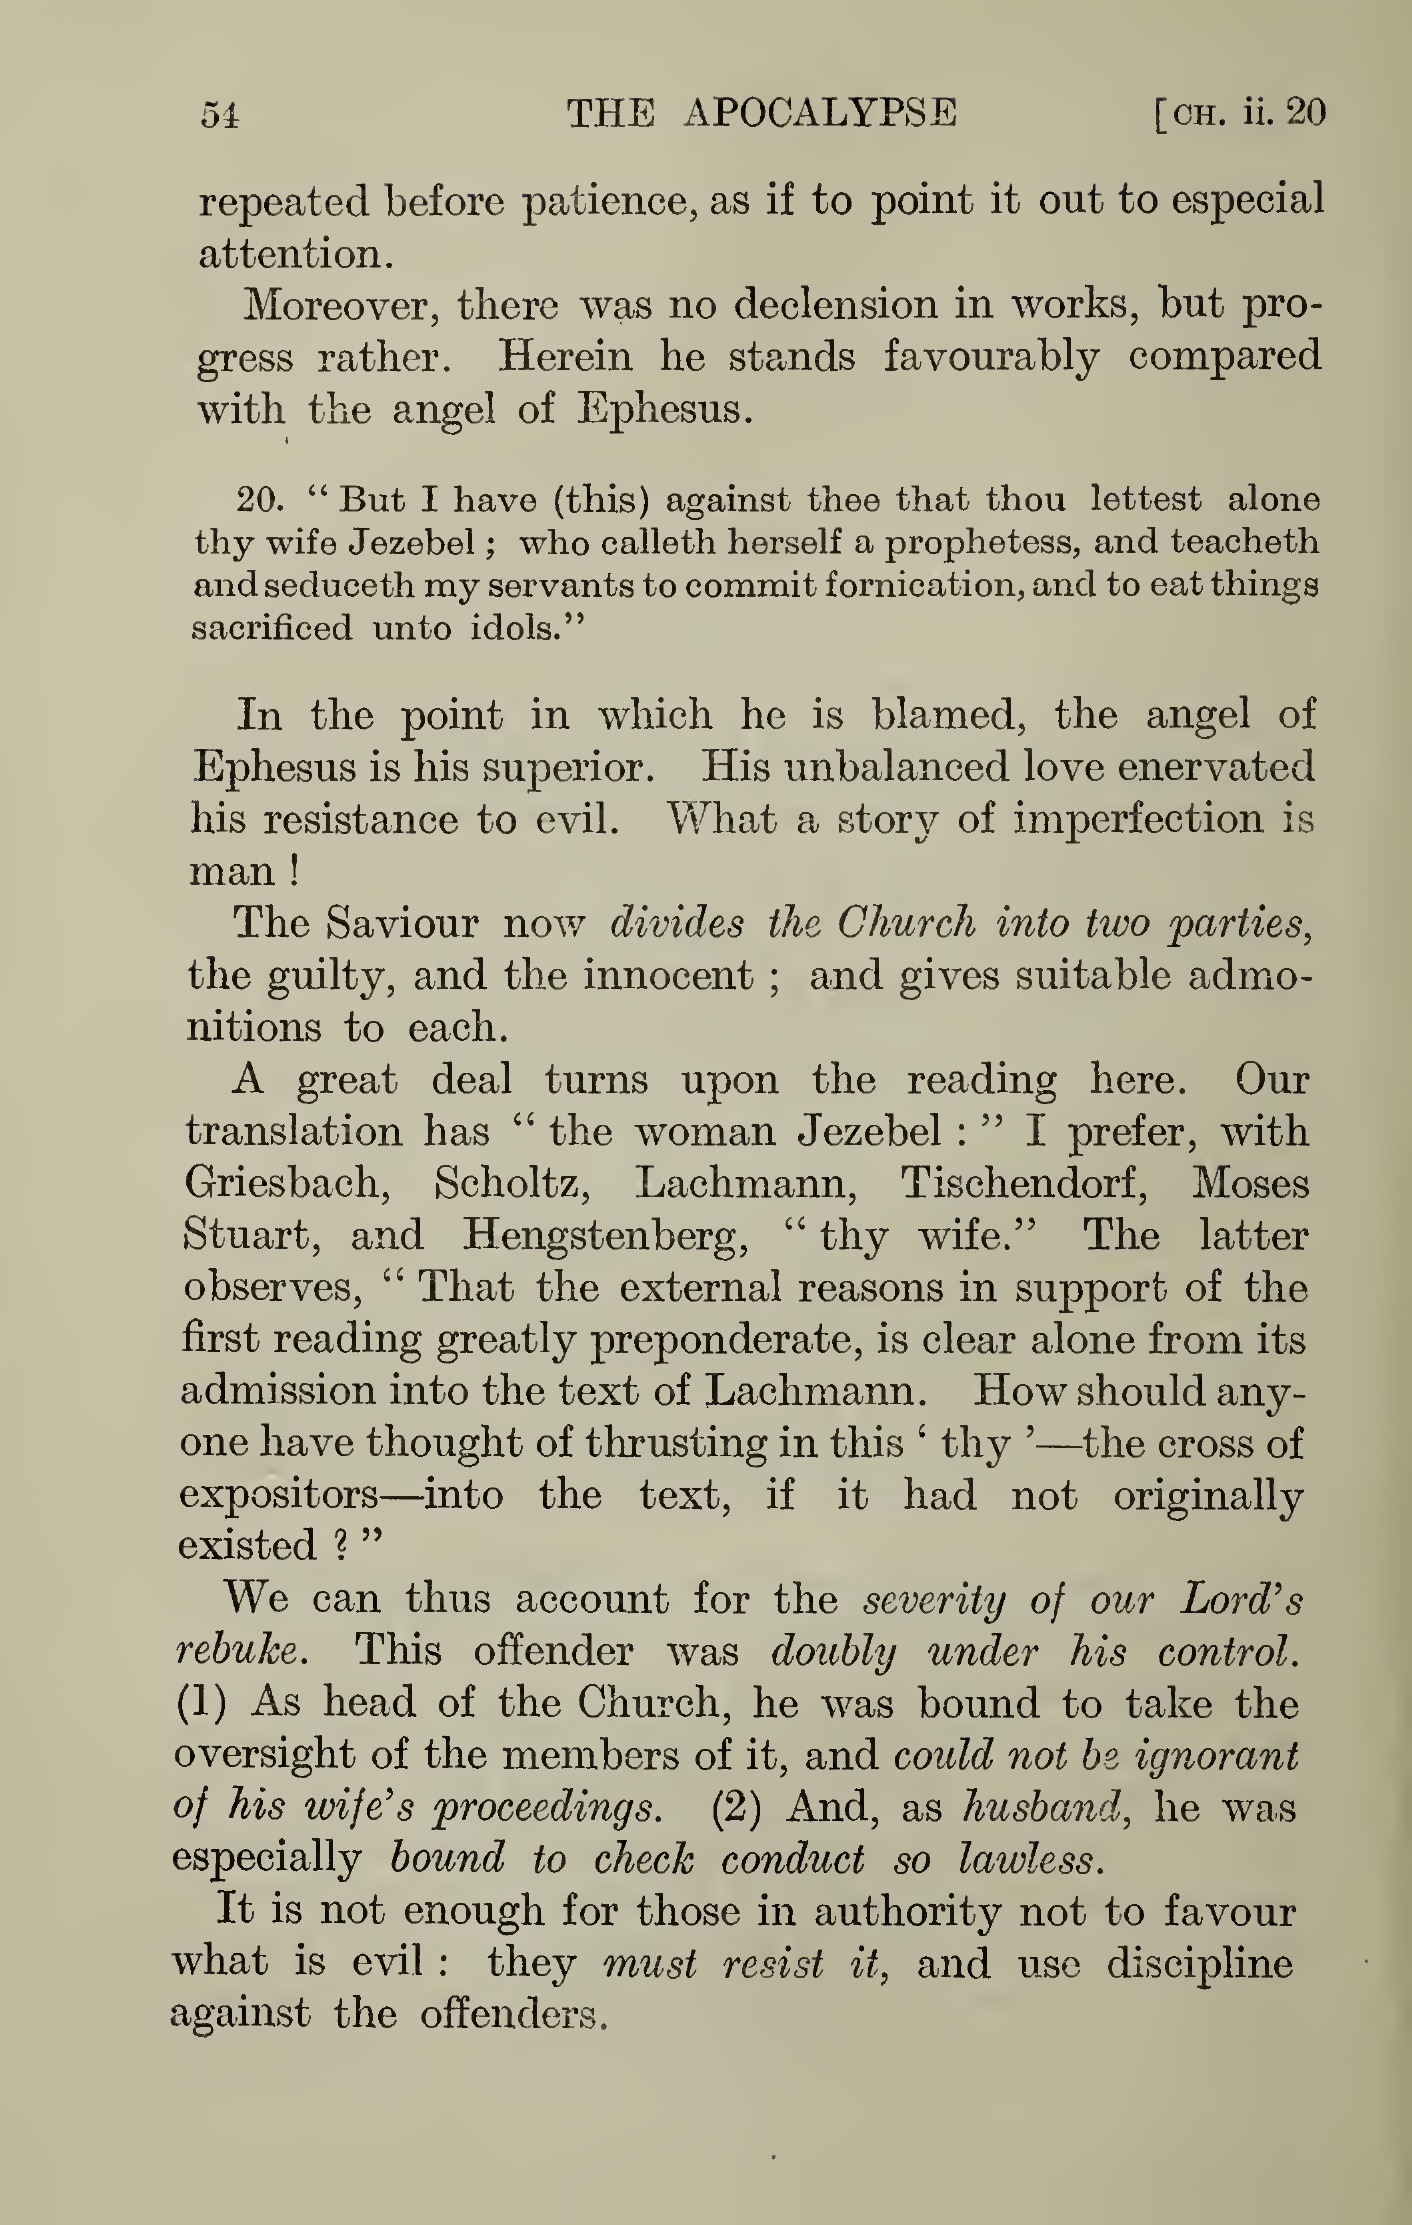 54 THE APOCALYPSE [CH. ii. 20
repeated before patience, as if to point it out to especial
attention.
Moreover, there was no declension in works, but pro-
gress rather. Herein he stands favourably compared
with the angel of Ephesus.
20. “ But I have (this) against thee that thou lettest alone
thy wife Jezebel ; who calleth herself a prophetess, and teacheth
and seduceth my servants to commit fornication, and to eat things
sacrificed unto idols.”
In the point in which he is blamed, the angel of
Ephesus is his superior. His unbalanced love enervated
his resistance to evil. What a story of imperfection is
man !
The Saviour now divides the Church into two parties,
the guilty, and the innocent ; and gives suitable admo-
nitions to each.
A great deal turns upon the reading here. Our
translation has “ the woman Jezebel : ” I prefer, with
Griesbach, Scholtz, Lachmann, Tischendorf, Moses
Stuart, and Hengstenberg, “ thy wife.” The latter
observes, “ That the external reasons in support of the
first reading greatly preponderate, is clear alone from its
admission into the text of Lachmann. How should any-
one have thought of thrusting in this ‘ thy ’—the cross of
expositors—into the text, if it had not originally
existed ? ”
We can thus account for the severity of our Lord’s
rebuke. This offender was doubly under his control.
(1) As head of the Church, he was bound to take the
oversight of the members of it, and could not be ignorant
of his wife’s proceedings. (2) And, as husband, he was
especially bound to check conduct so lawless.
It is not enough for those in authority not to favour
what is evil : they must resist it, and use discipline
against the offenders.